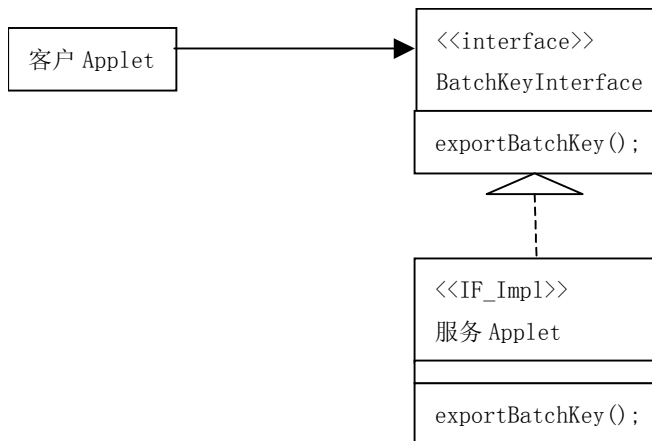 客户 Applet
<<interface>>
BatchKeyInterface
exportBatchKey();
<<IF_Impl>>
服务 Applet
exportBatchKey();